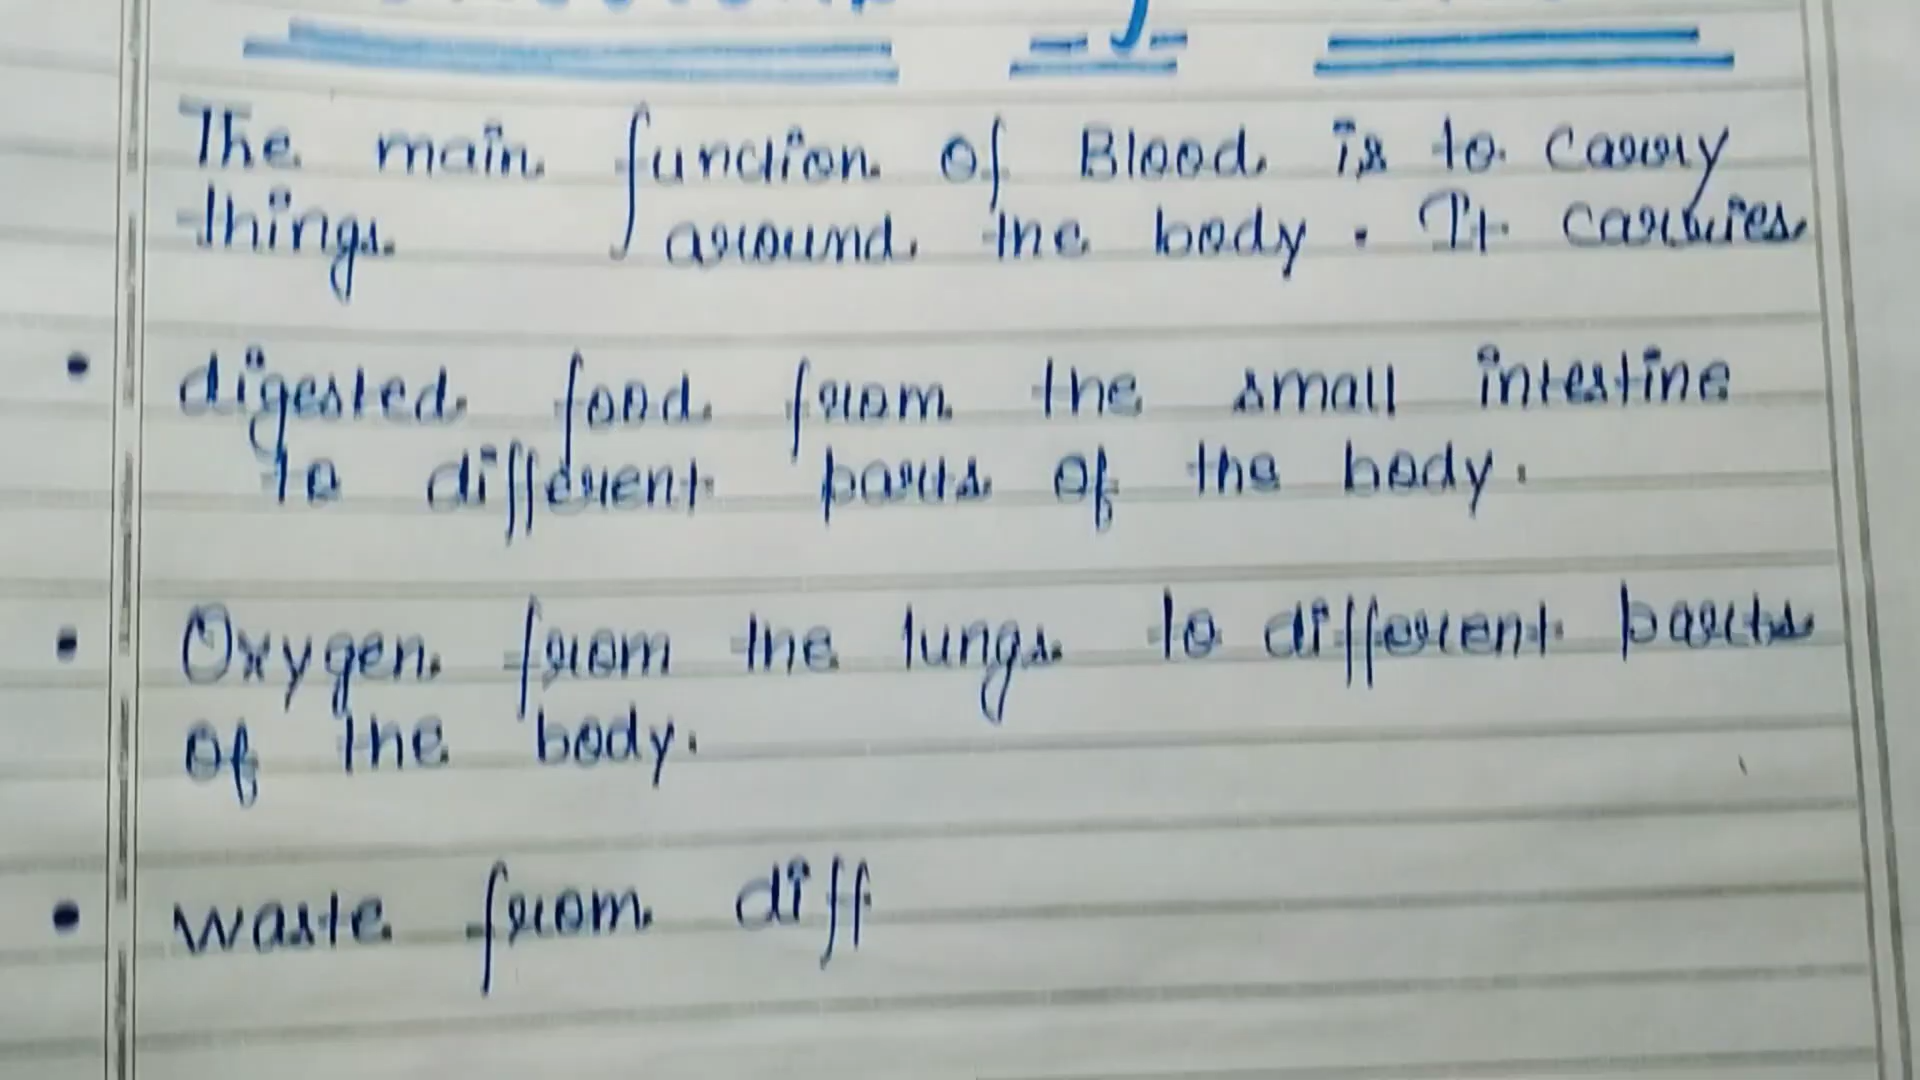 The main function of Blood is to carry
things around the body. It carries
• digested food from the small intestine
to different parts of the body.
• Oxygen from the lungs to different parts
of the body.
• waste from diff